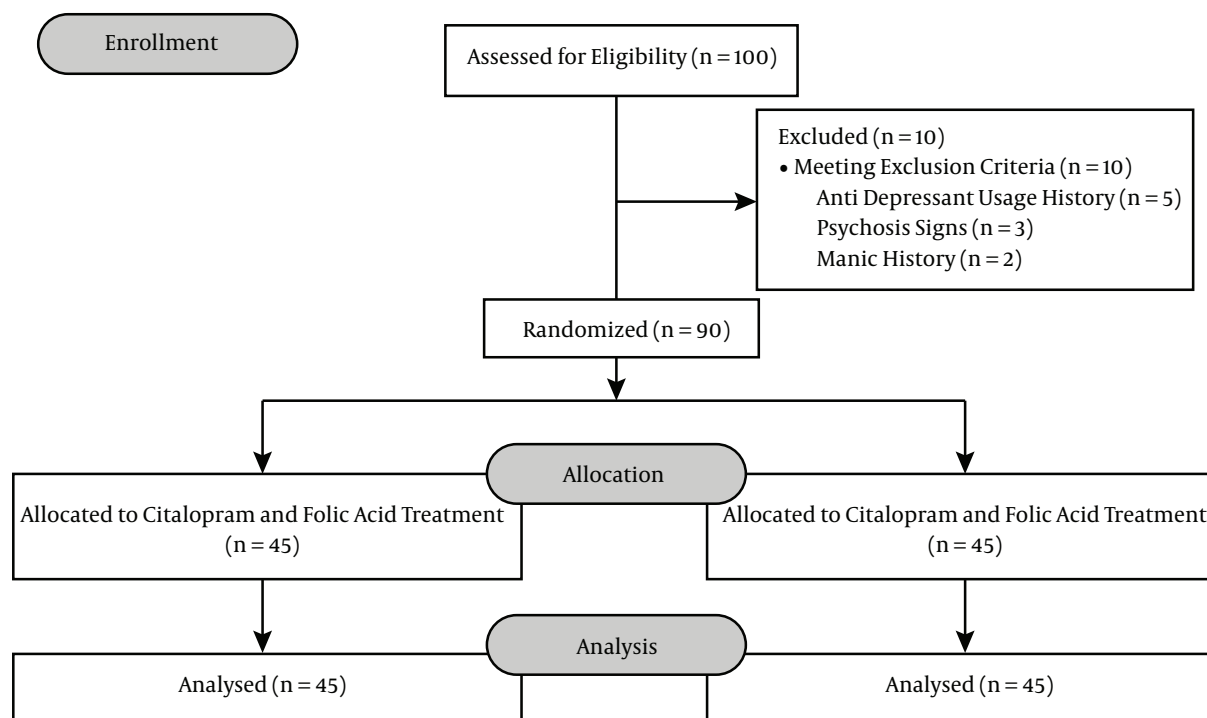 Enrollment
Assessed for Eligibility (n = 100)
Excluded (n = 10)
• Meeting Exclusion Criteria (n = 10)
Anti Depressant Usage History (n = 5)
Psychosis Signs (n = 3)
Manic History (n = 2)
Randomized (n = 90)
Allocation
Allocated to Citalopram and Folic Acid Treatment
(n = 45)
Allocated to Citalopram and Folic Acid Treatment
(n = 45)
Analysis
Analysed (n = 45)
Analysed (n = 45)